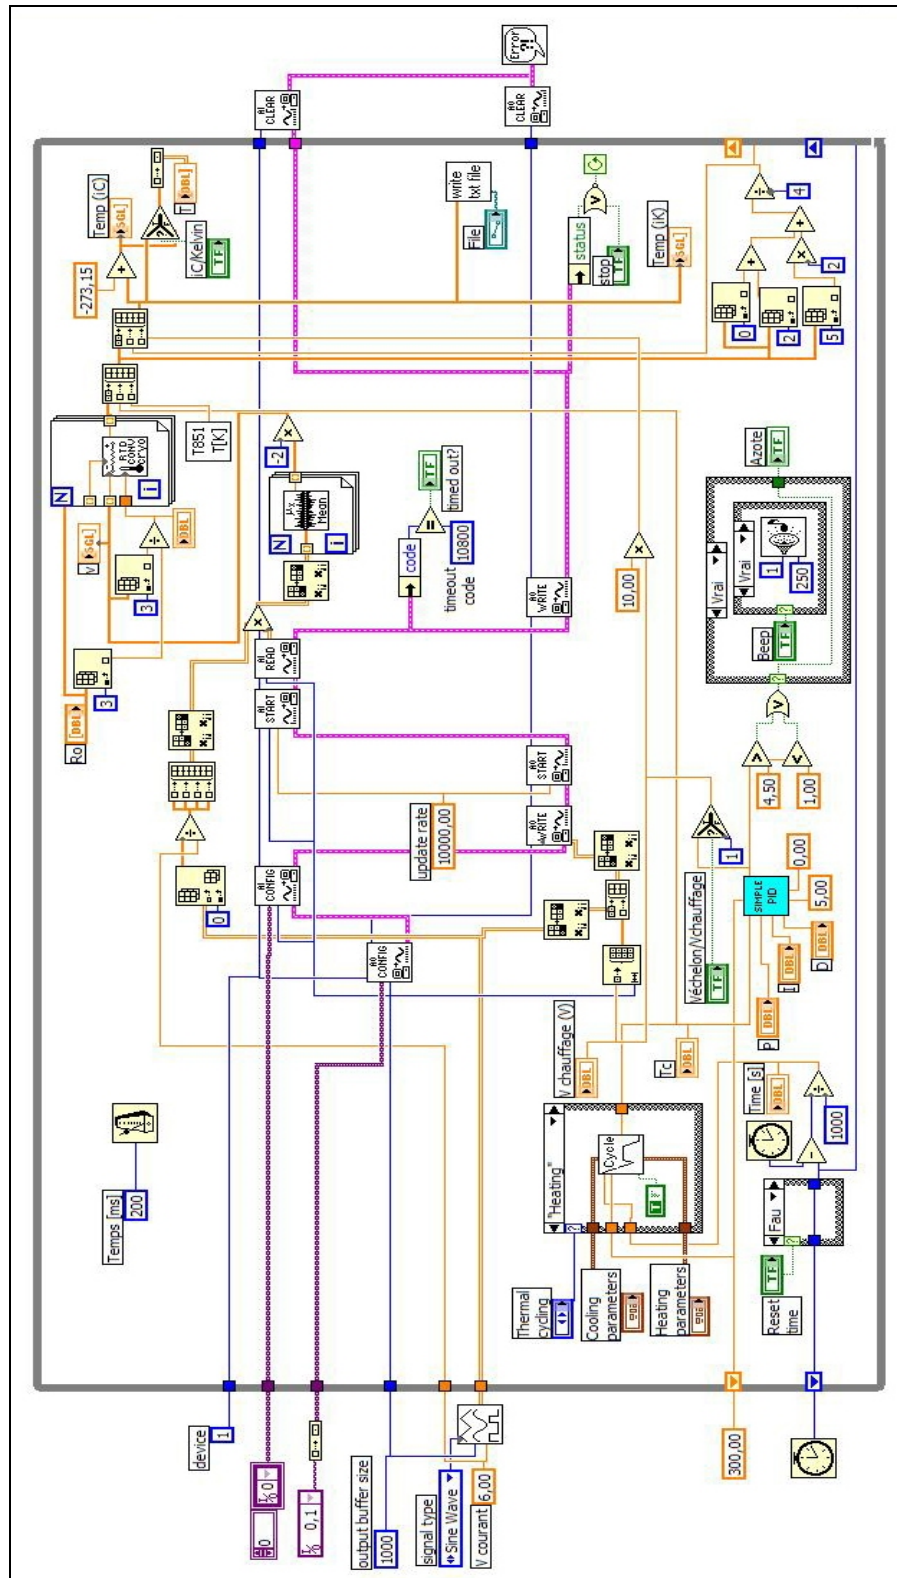 device
1
0
I/O 0
I/O 0,1
output buffer size
1000
signal type
Sine Wave
V courant
6,00
300,00
Temps [ms]
200
Thermal
cycling
Cooling
parameters
Heating
parameters
"Heating"
Cycle
T
Reset
time
TF
Fau
1000
Time [s]
DBL
V chauffage (V)
DBL
Tc
DBL
P
DBL
I
DBL
D
DBL
SIMPLE
PID
5,00
0,00
Véchelon/Vchauffage
TF
1
4,50
1,00
Beep
TF
Vrai
Vrai
1
250
Azote
TF
AO
CONFIG
AI
CONFIG
0
update rate
10000,00
AO
WRITE
AO
START
AI
START
AI
READ
AO
WRITE
code
10800
timeout
code
TF
timed out?
N
i
Mean
-2
10,00
Ro
[DBL]
3
3
V
SGL]
DBL
N
i
RTD
CONV
cryo
T851
T[K]
-273,15
Temp (iC)
[SGL]
iC/Kelvin
TF
T
DBL]
write
txt file
File
status
stop
TF
Temp (iK)
[SGL]
0
2
5
2
4
AI
CLEAR
AO
CLEAR
Error
?!